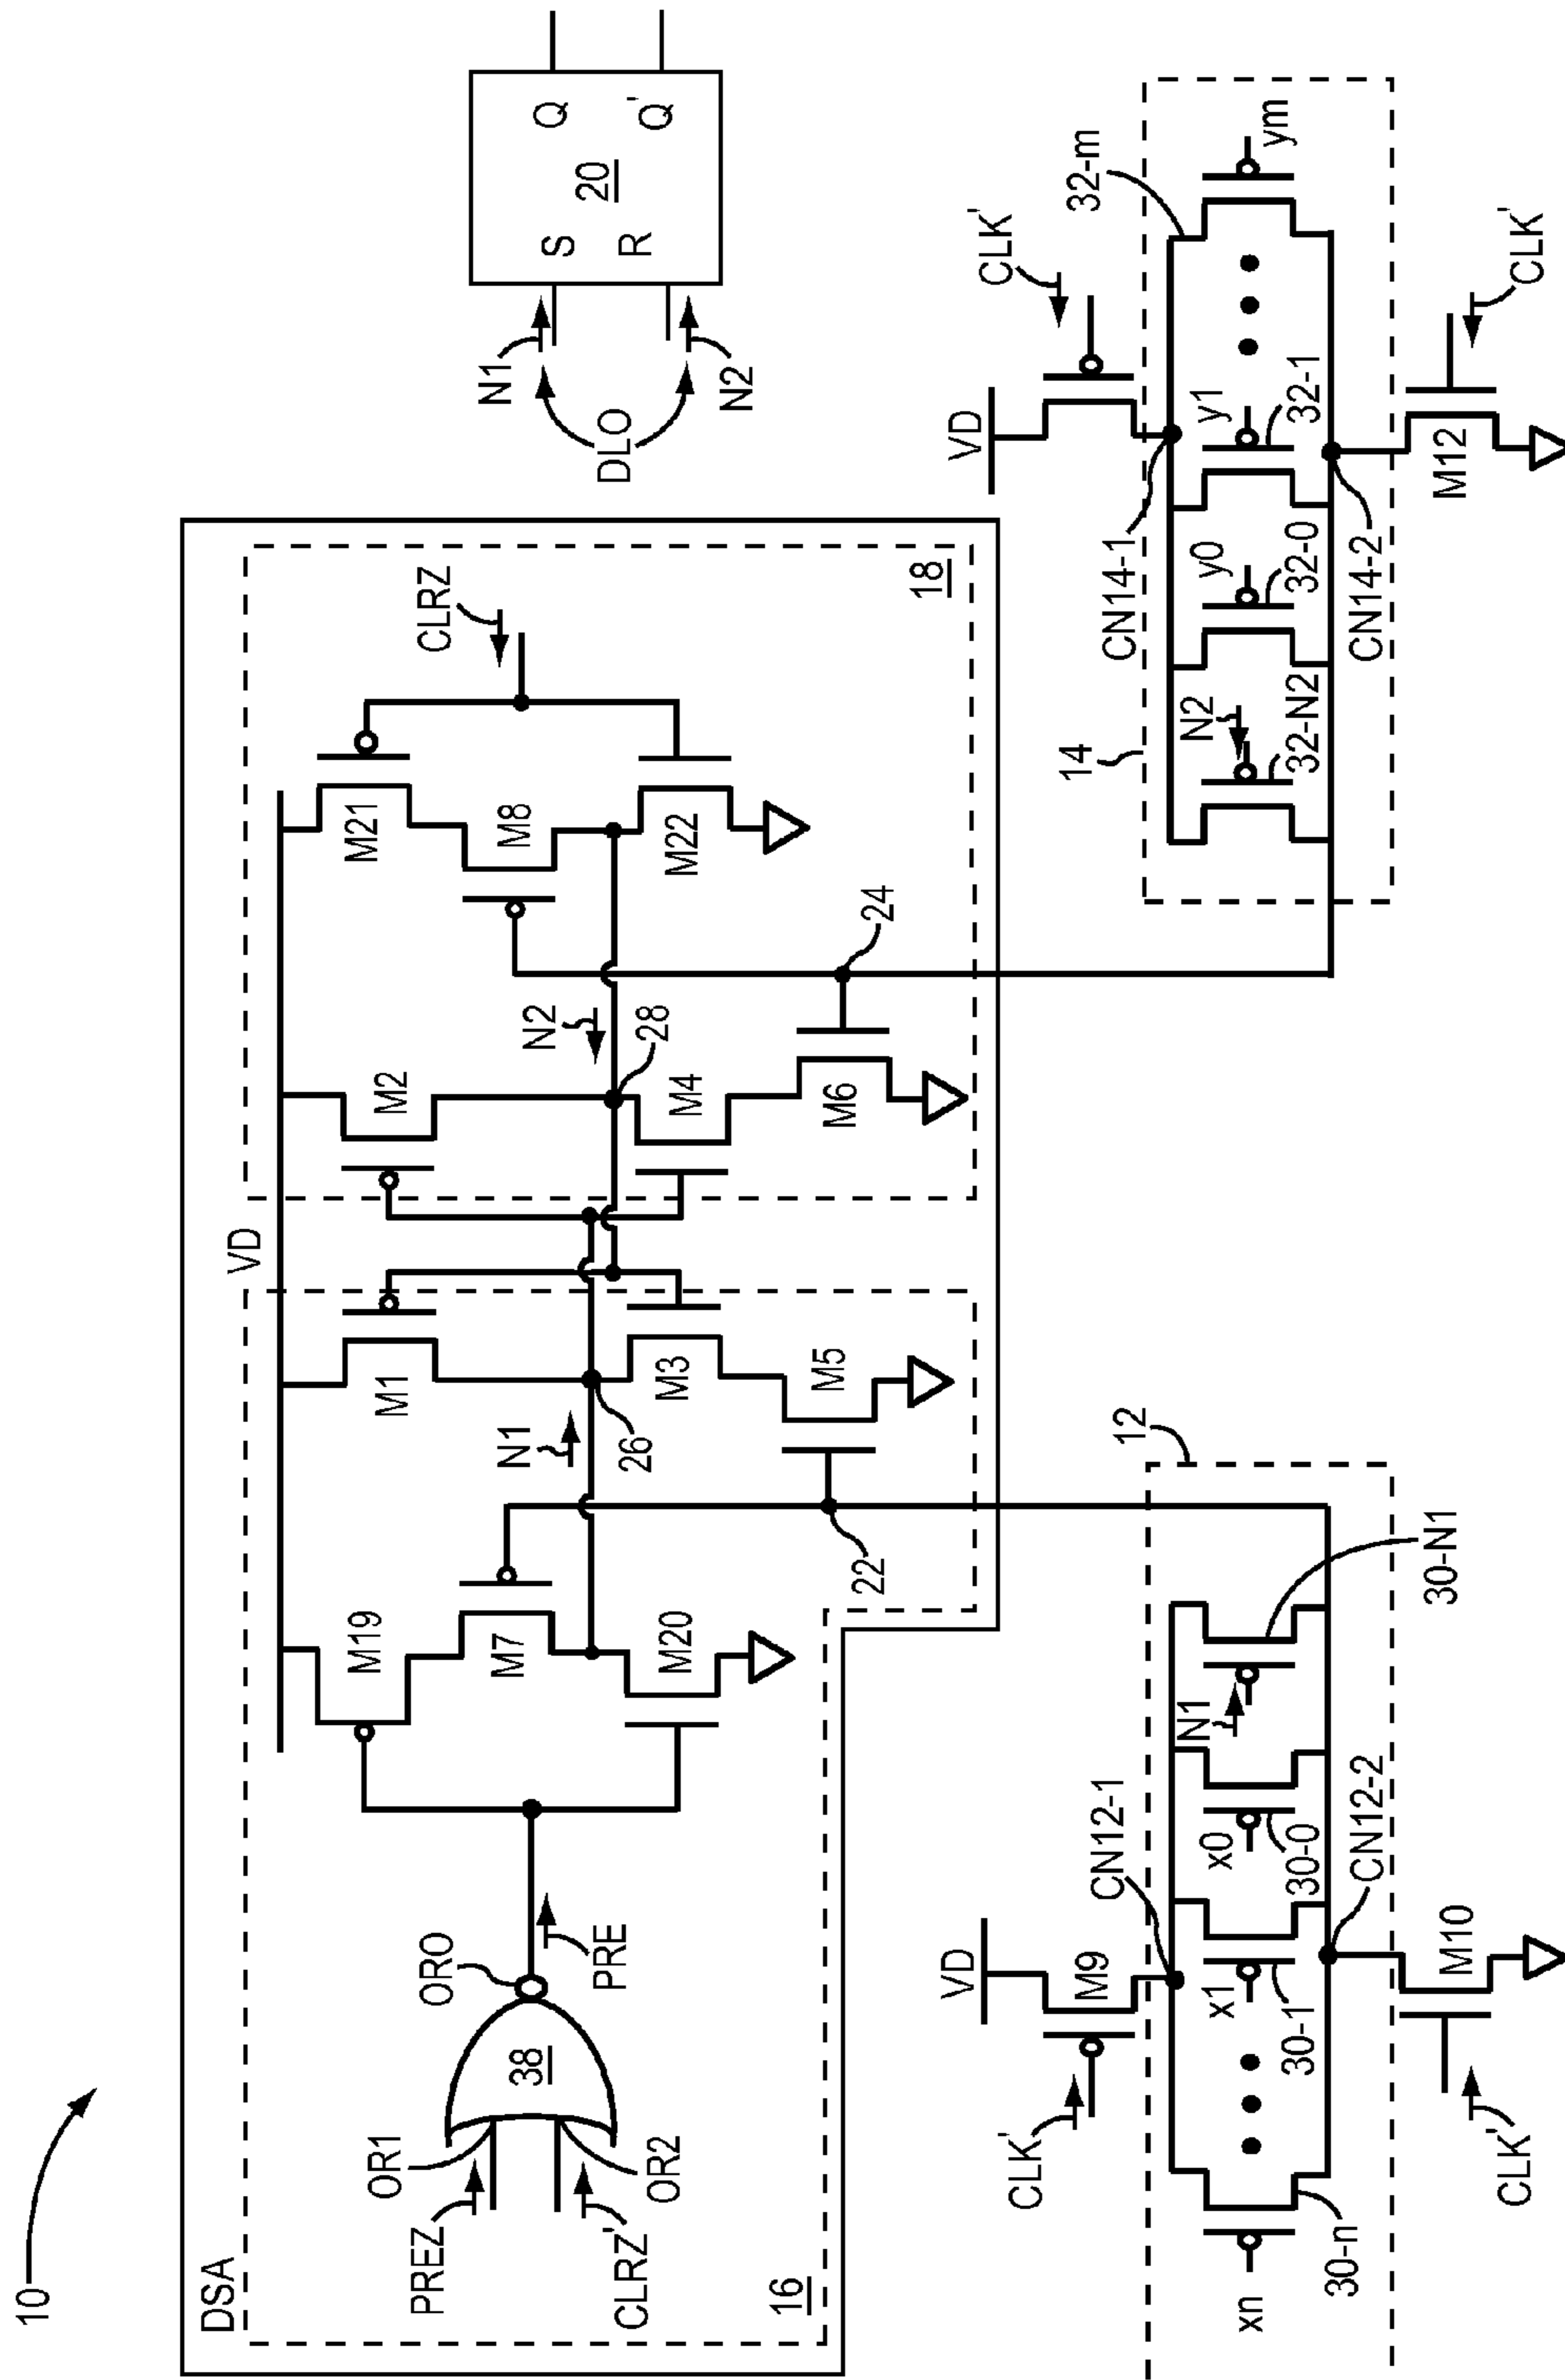 10
DSA
16
PREZ
OR1
CLRZ'
OR2
38
ORO
PRE
M19
M7
M20
22
N1
26
M1
M3
M5
VD
M2
M4
M6
N2
28
24
M21
M8
M22
CLRZ
18
N1
DLO
N2
S
R
20
Q
Q'
VD
CLK'
M9
CN12-1
12
xn
30-n
x1
30-1
x0
30-0
N1
30-N1
CN12-2
M10
CLK'
VD
CLK'
CN14-1
14
N2
32-N2
y0
32-0
y1
32-1
ym
32-m
CN14-2
M12
CLK'